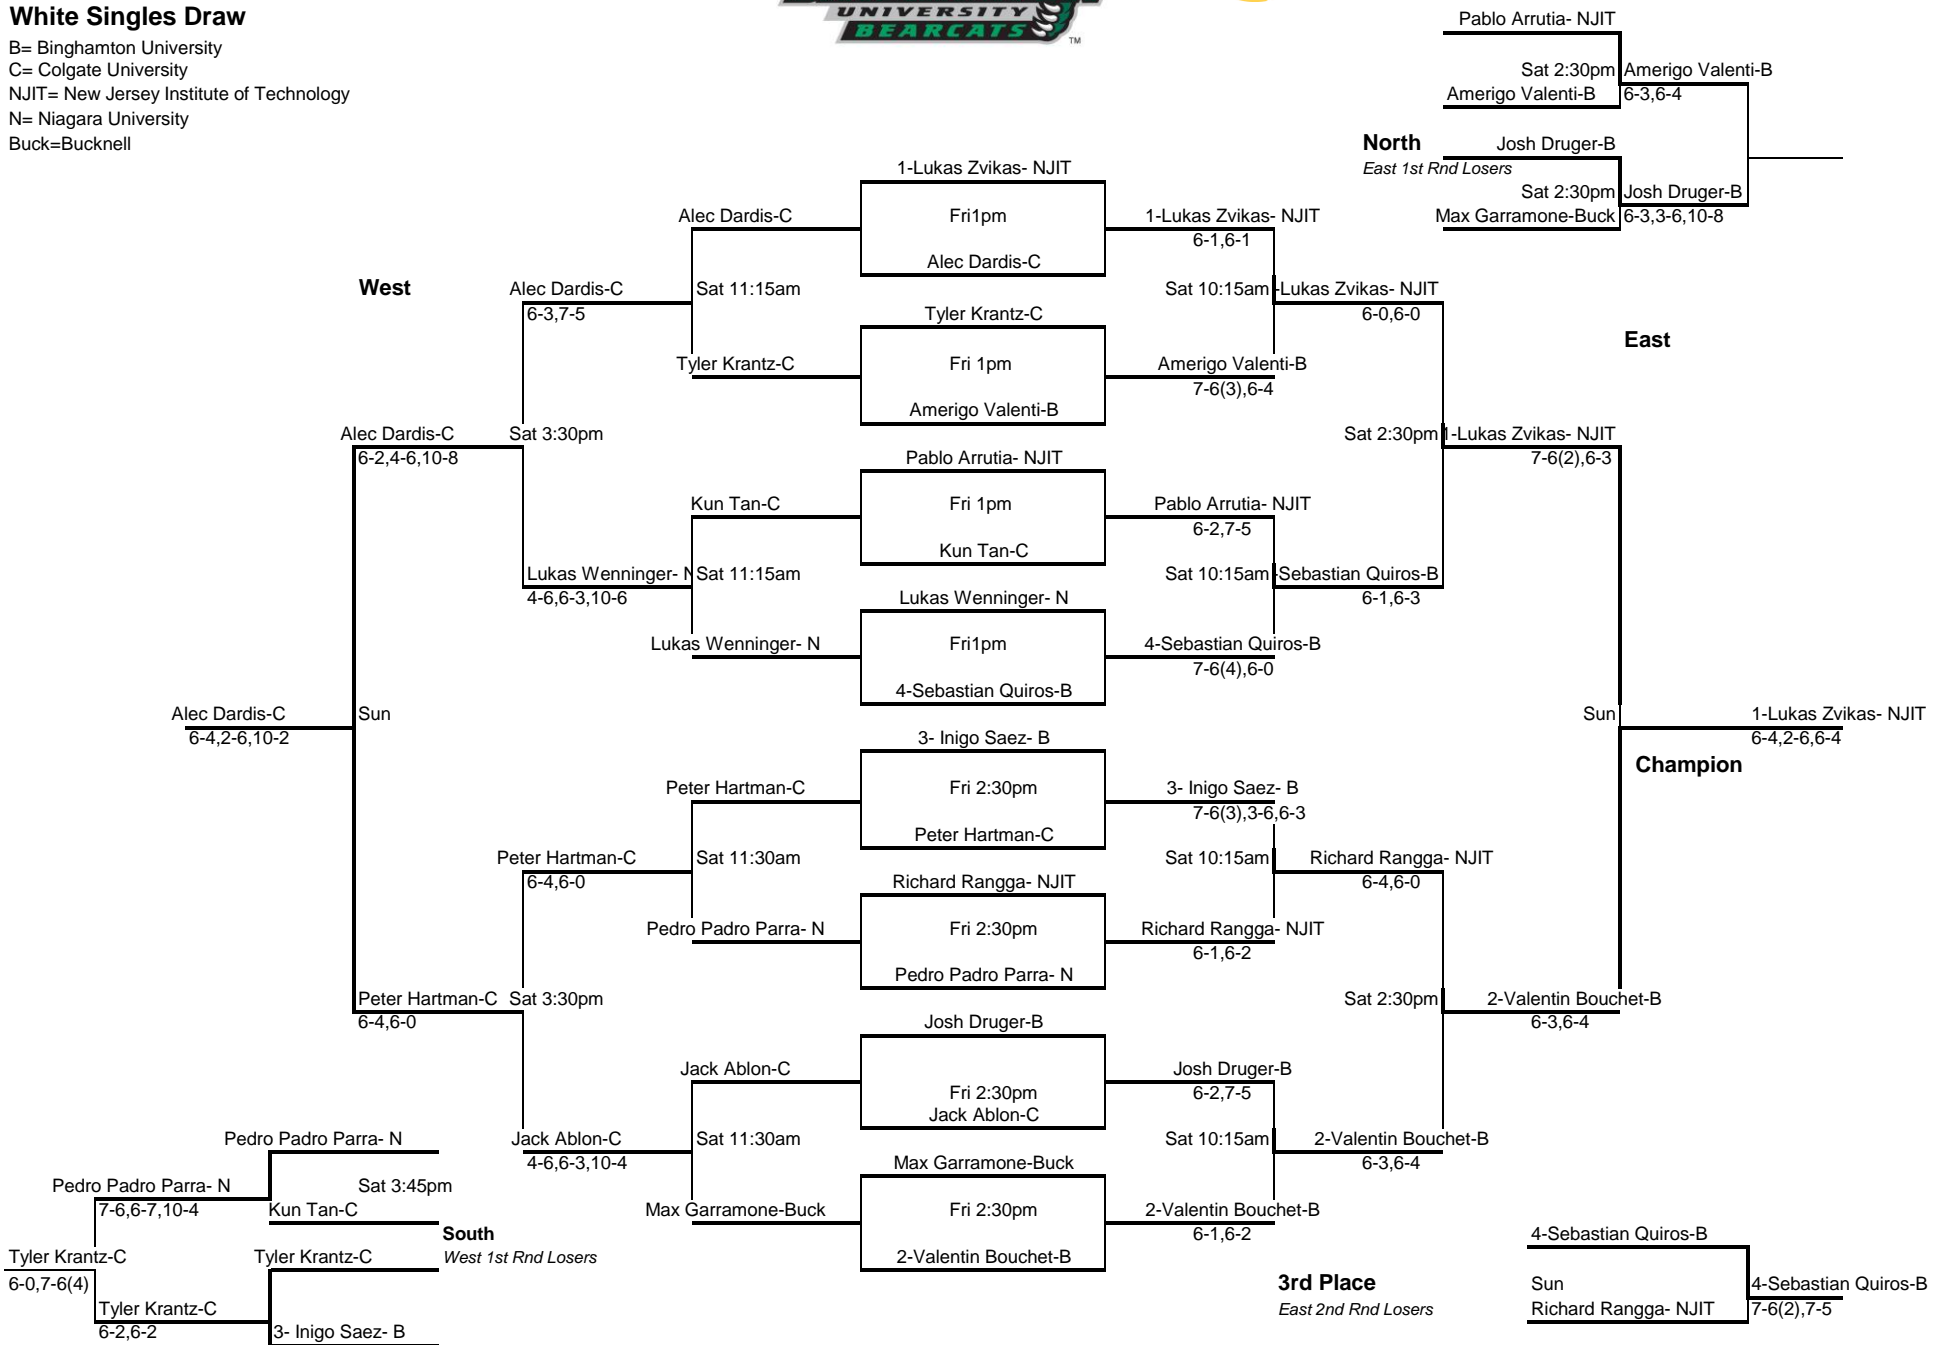 White Singles Draw
B= Binghamton University
C= Colgate University
NJIT= New Jersey Institute of Technology
N= Niagara University
Buck=Bucknell
UNIVERSITY
BEARCATS
TM
Pablo Arrutia- NJIT
Sat 2:30pm
Amerigo Valenti-B
Amerigo Valenti-B
6-3,6-4
North
East 1st Rnd Losers
Josh Druger-B
Sat 2:30pm
Josh Druger-B
Max Garramone-Buck
6-3,3-6,10-8
West
1-Lukas Zvikas- NJIT
Alec Dardis-C
Fri1pm
1-Lukas Zvikas- NJIT
6-1,6-1
Alec Dardis-C
Alec Dardis-C
6-3,7-5
Sat 11:15am
Sat 10:15am
-Lukas Zvikas- NJIT
6-0,6-0
Tyler Krantz-C
Tyler Krantz-C
Fri 1pm
Amerigo Valenti-B
7-6(3),6-4
Amerigo Valenti-B
East
Alec Dardis-C
6-2,4-6,10-8
Sat 3:30pm
Sat 2:30pm
1-Lukas Zvikas- NJIT
7-6(2),6-3
Pablo Arrutia- NJIT
Kun Tan-C
Fri 1pm
Pablo Arrutia- NJIT
6-2,7-5
Kun Tan-C
Lukas Wenninger- N
4-6,6-3,10-6
Sat 11:15am
Sat 10:15am
-Sebastian Quiros-B
6-1,6-3
Lukas Wenninger- N
Lukas Wenninger- N
Fri1pm
4-Sebastian Quiros-B
7-6(4),6-0
4-Sebastian Quiros-B
Alec Dardis-C
6-4,2-6,10-2
Sun
Sun
1-Lukas Zvikas- NJIT
6-4,2-6,6-4
Champion
3- Inigo Saez- B
Peter Hartman-C
Fri 2:30pm
3- Inigo Saez- B
7-6(3),3-6,6-3
Peter Hartman-C
Peter Hartman-C
6-4,6-0
Sat 11:30am
Sat 10:15am
Richard Rangga- NJIT
6-4,6-0
Richard Rangga- NJIT
Pedro Padro Parra- N
Fri 2:30pm
Richard Rangga- NJIT
6-1,6-2
Pedro Padro Parra- N
Peter Hartman-C
6-4,6-0
Sat 3:30pm
Sat 2:30pm
2-Valentin Bouchet-B
6-3,6-4
Josh Druger-B
Jack Ablon-C
Fri 2:30pm
Josh Druger-B
6-2,7-5
Jack Ablon-C
Jack Ablon-C
4-6,6-3,10-4
Sat 11:30am
Sat 10:15am
2-Valentin Bouchet-B
6-3,6-4
Max Garramone-Buck
Max Garramone-Buck
Fri 2:30pm
2-Valentin Bouchet-B
6-1,6-2
2-Valentin Bouchet-B
Pedro Padro Parra- N
Pedro Padro Parra- N
Sat 3:45pm
7-6,6-7,10-4
Kun Tan-C
South
West 1st Rnd Losers
Tyler Krantz-C
6-0,7-6(4)
Tyler Krantz-C
Tyler Krantz-C
6-2,6-2
3- Inigo Saez- B
3rd Place
East 2nd Rnd Losers
4-Sebastian Quiros-B
Sun
4-Sebastian Quiros-B
Richard Rangga- NJIT
7-6(2),7-5